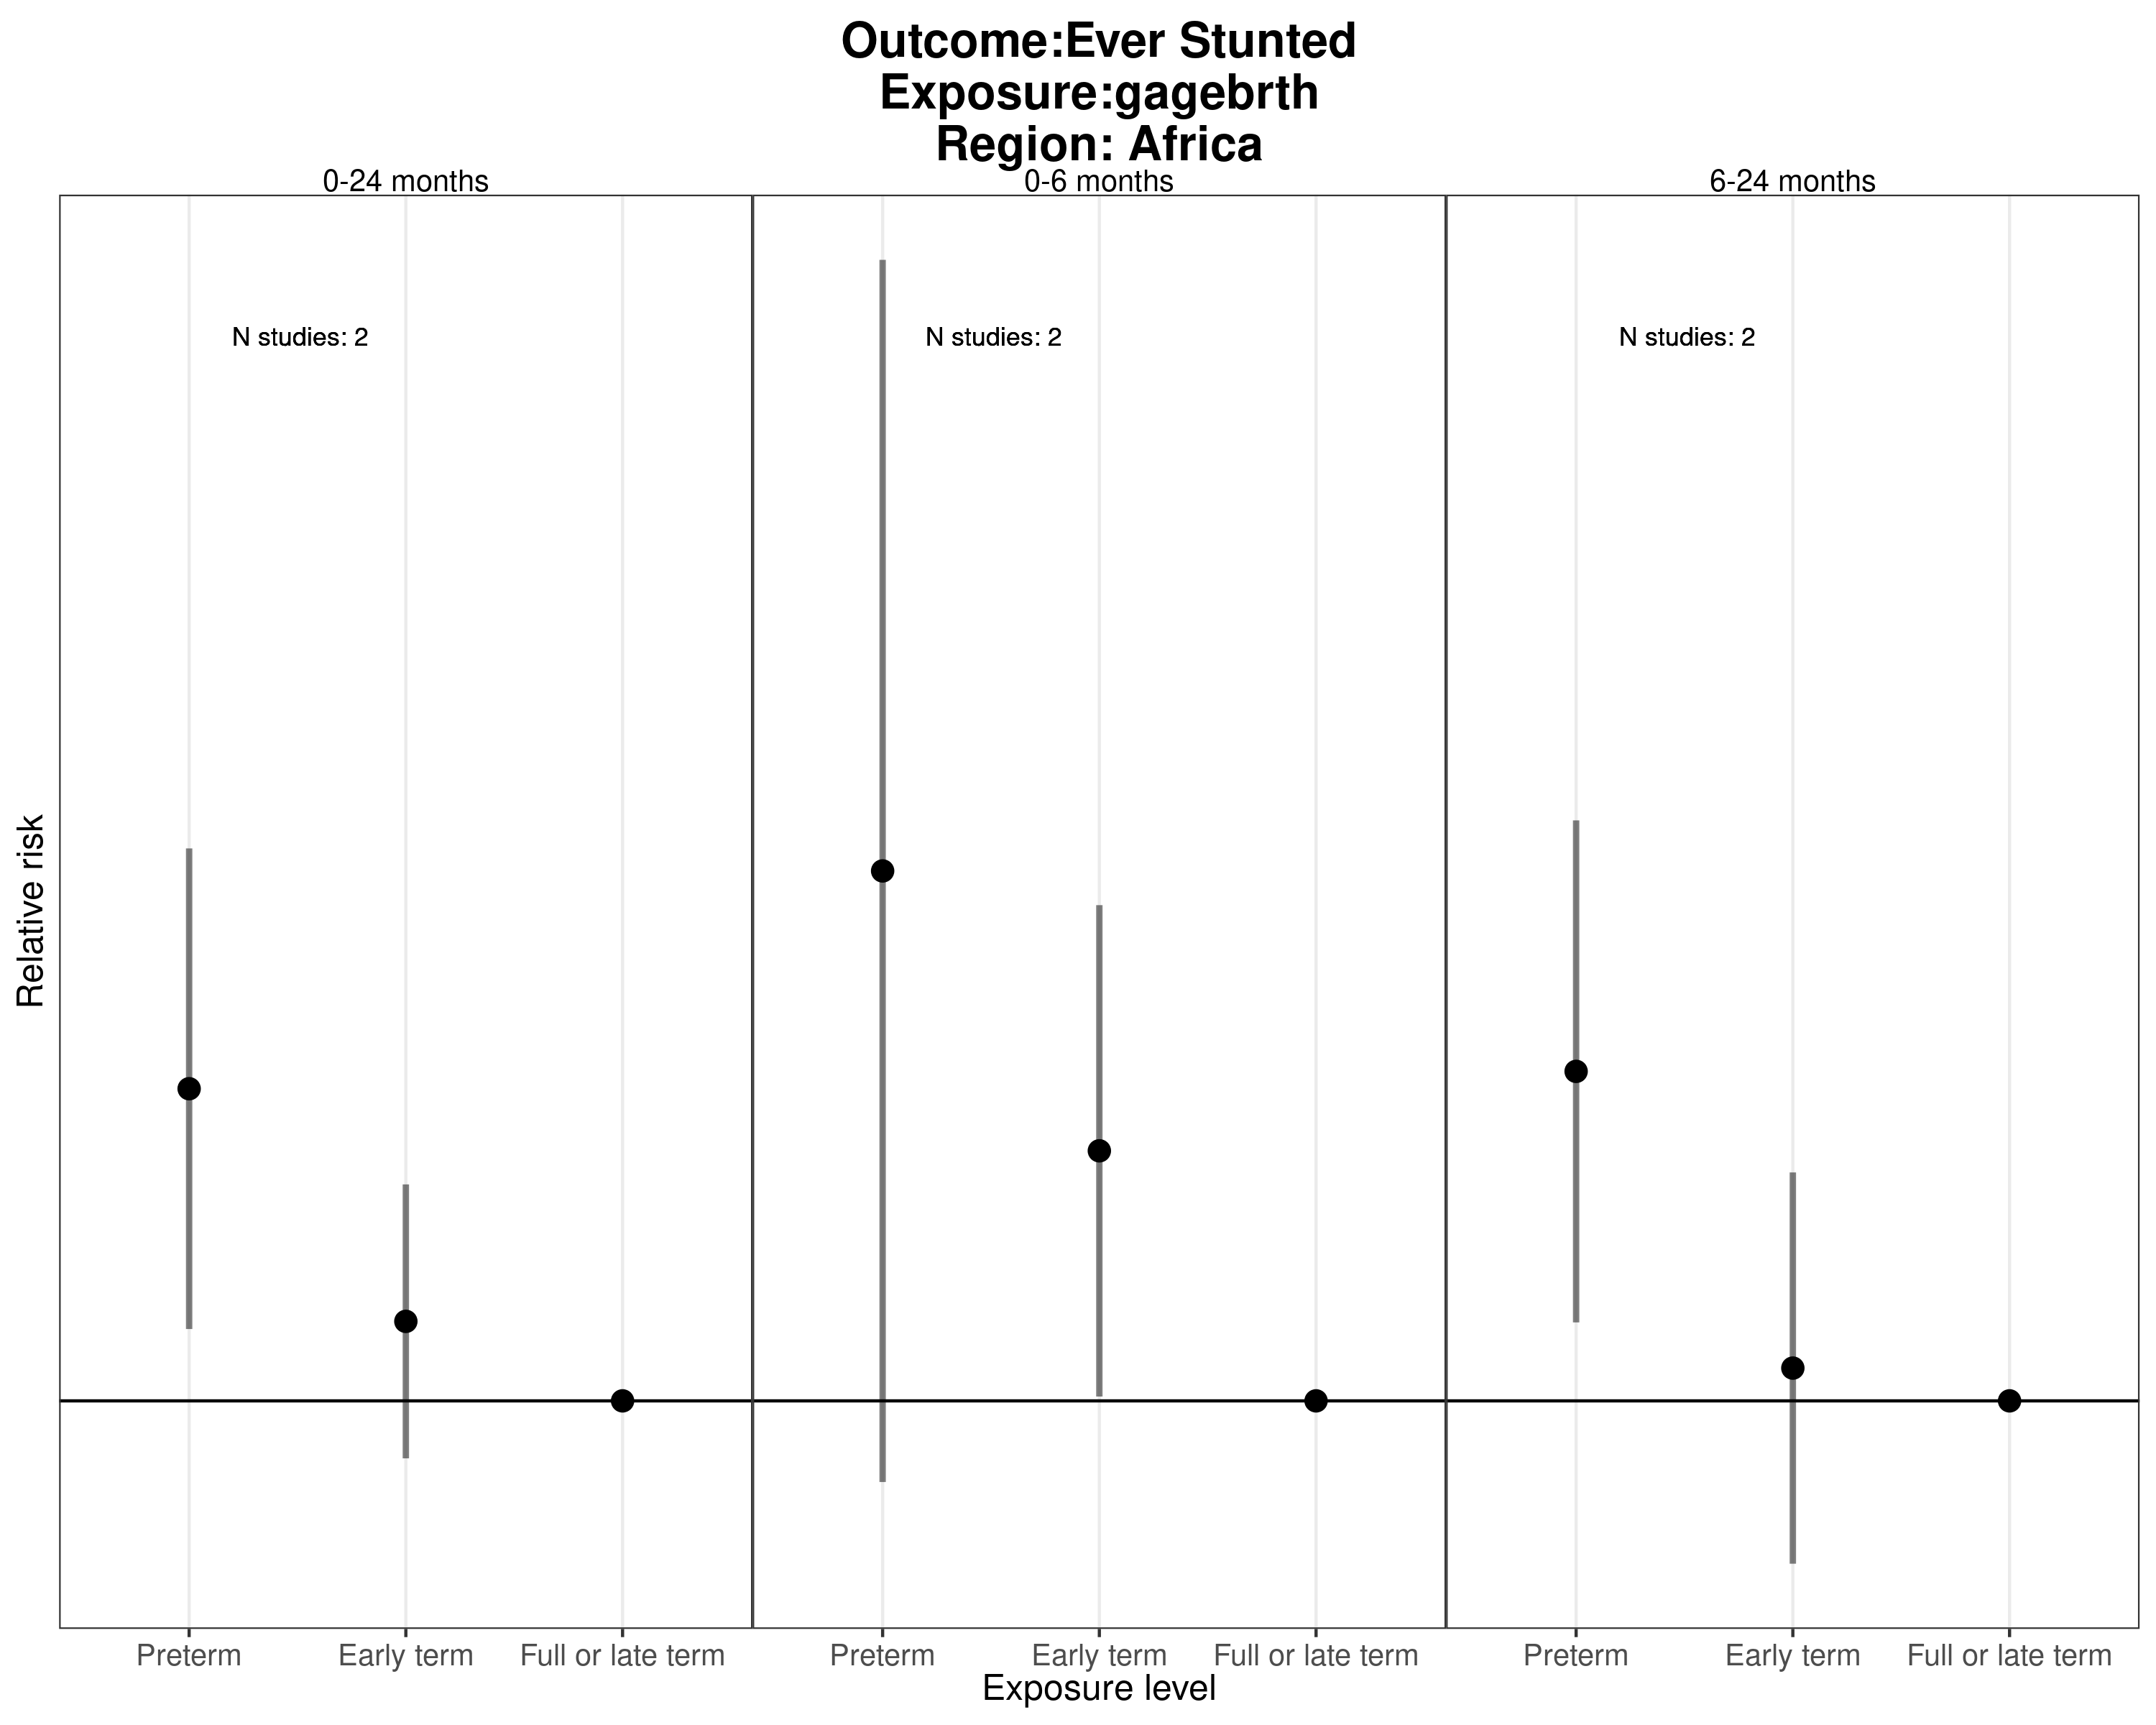 Outcome:Ever Stunted
Exposure:gagebrth
Region: Africa
0-24 months
0-6 months
6-24 months
N studies: 2
N studies: 2
N studies: 2
Relative risk
Preterm
Early term
Full or late term
Preterm
Early term
Full or late term
Preterm
Early term
Full or late term
Exposure level